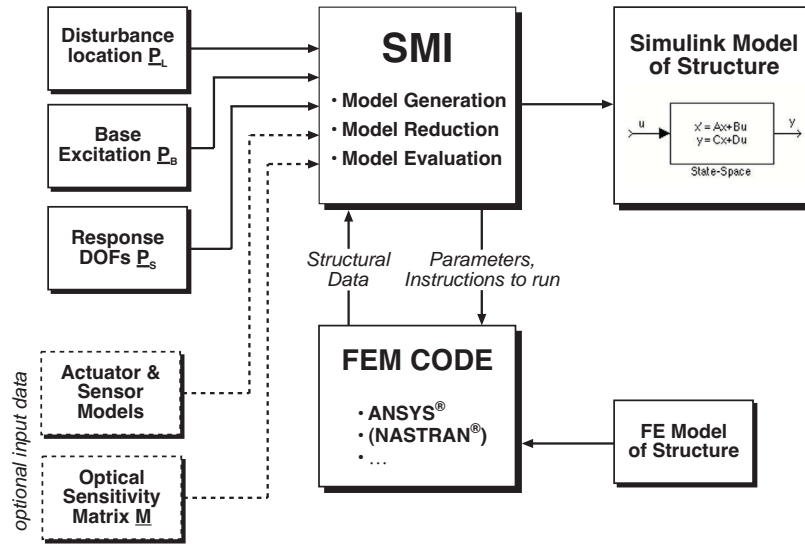 Disturbance
location P_L
Base
Excitation P_B
Response
DOFs P_S
optional input data
Actuator &
Sensor
Models
Optical
Sensitivity
Matrix M
SMI
· Model Generation
· Model Reduction
· Model Evaluation
Structural
Data
Parameters,
Instructions to run
FEM CODE
· ANSYS®
· (NASTRAN®)
· ...
Simulink Model
of Structure
u
x' = Ax+Bu
y = Cx+Du
y
State-Space
FE Model
of Structure